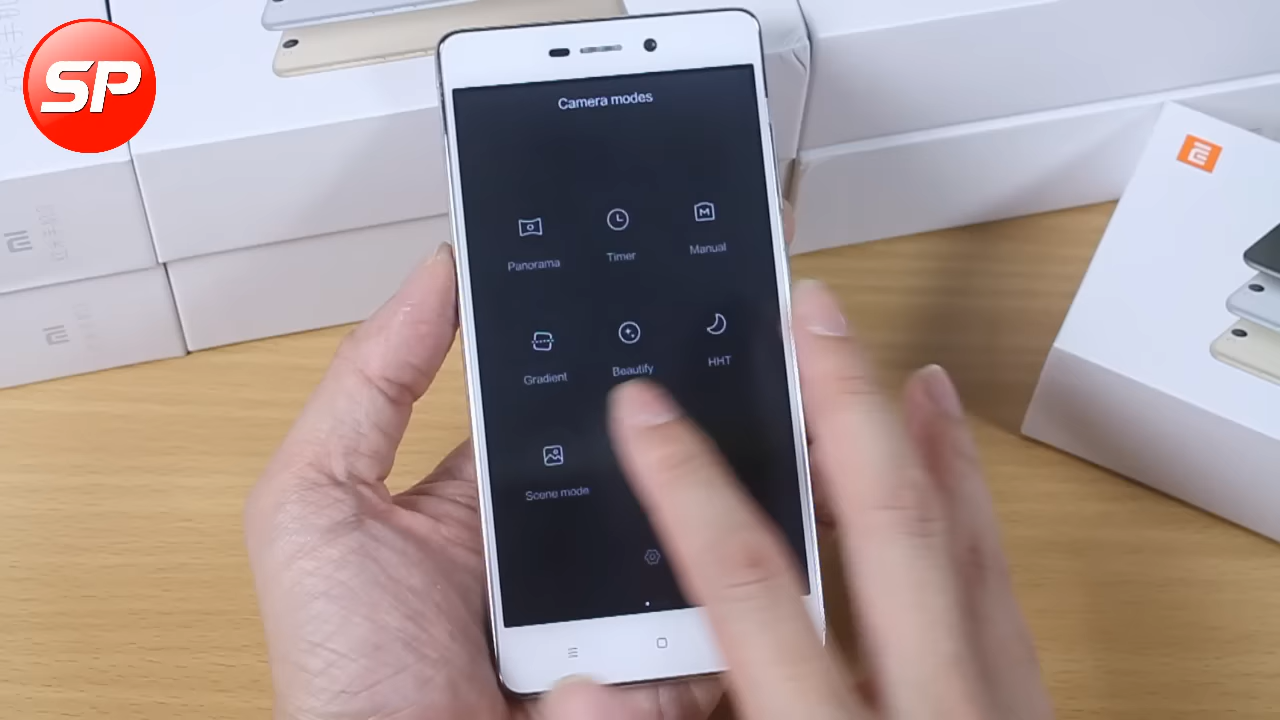 SP
Camera modes
Panorama
Timer
Manual
Gradient
Beautify
HHT
Scene mode